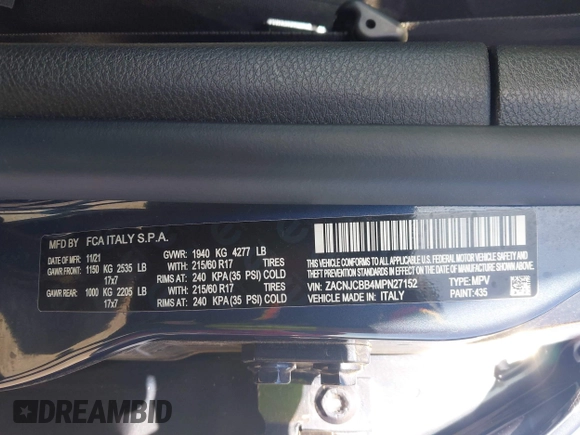 MFD BY FCA ITALY S.P.A.
DATE OF MFR: 11/21 GVWR: 1940 KG 4277 LB
GAWR FRONT: 1150 KG 2535 LB WITH: 215/60 R17 TIRES
17x7 RIMS AT: 240 KPA (35 PSI) COLD
GAWR REAR: 1000 KG 2205 LB WITH: 215/60 R17 TIRES
17x7 RIMS AT: 240 KPA (35 PSI) COLD
THIS VEHICLE CONFORMS TO ALL APPLICABLE
FEDERAL MOTOR VEHICLE SAFETY, BUMPER, AND
THEFT PREVENTION STANDARDS IN EFFECT ON THE
DATE OF MANUFACTURE SHOWN ABOVE.
VIN: ZACNJCBB4MPN27152 TYPE: MPV
VEHICLE MADE IN: ITALY PAINT: 435
DREAMBID